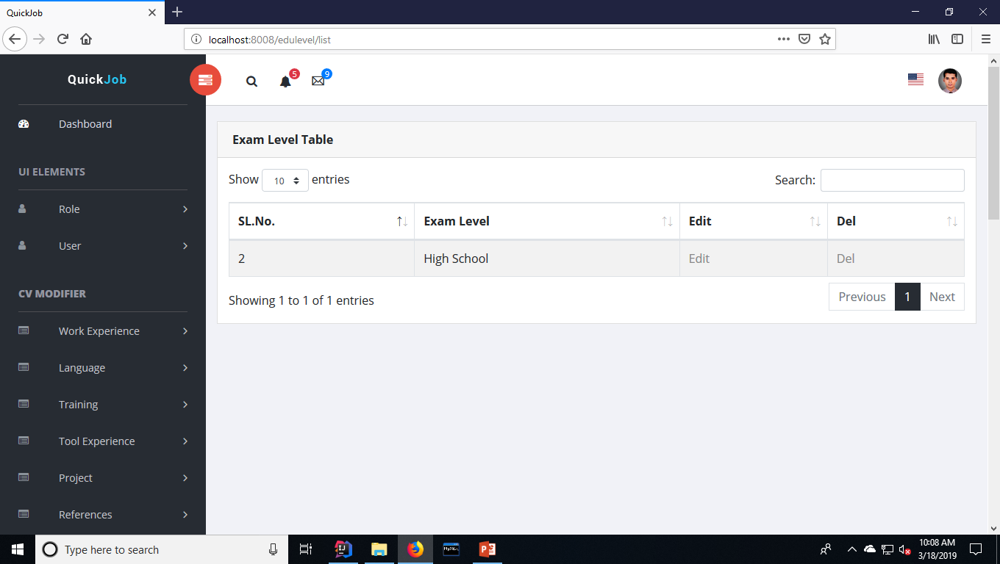 QuickJob
localhost:8008/edulevel/list
QuickJob
5
9
Dashboard
UI ELEMENTS
Role
User
CV MODIFIER
Work Experience
Language
Training
Tool Experience
Project
References
Exam Level Table
Show 10 entries
Search:
SL.No. Exam Level Edit Del
2 High School Edit Del
Showing 1 to 1 of 1 entries
Previous 1 Next
Type here to search
IJ
MySQL
P
10:08 AM
3/18/2019